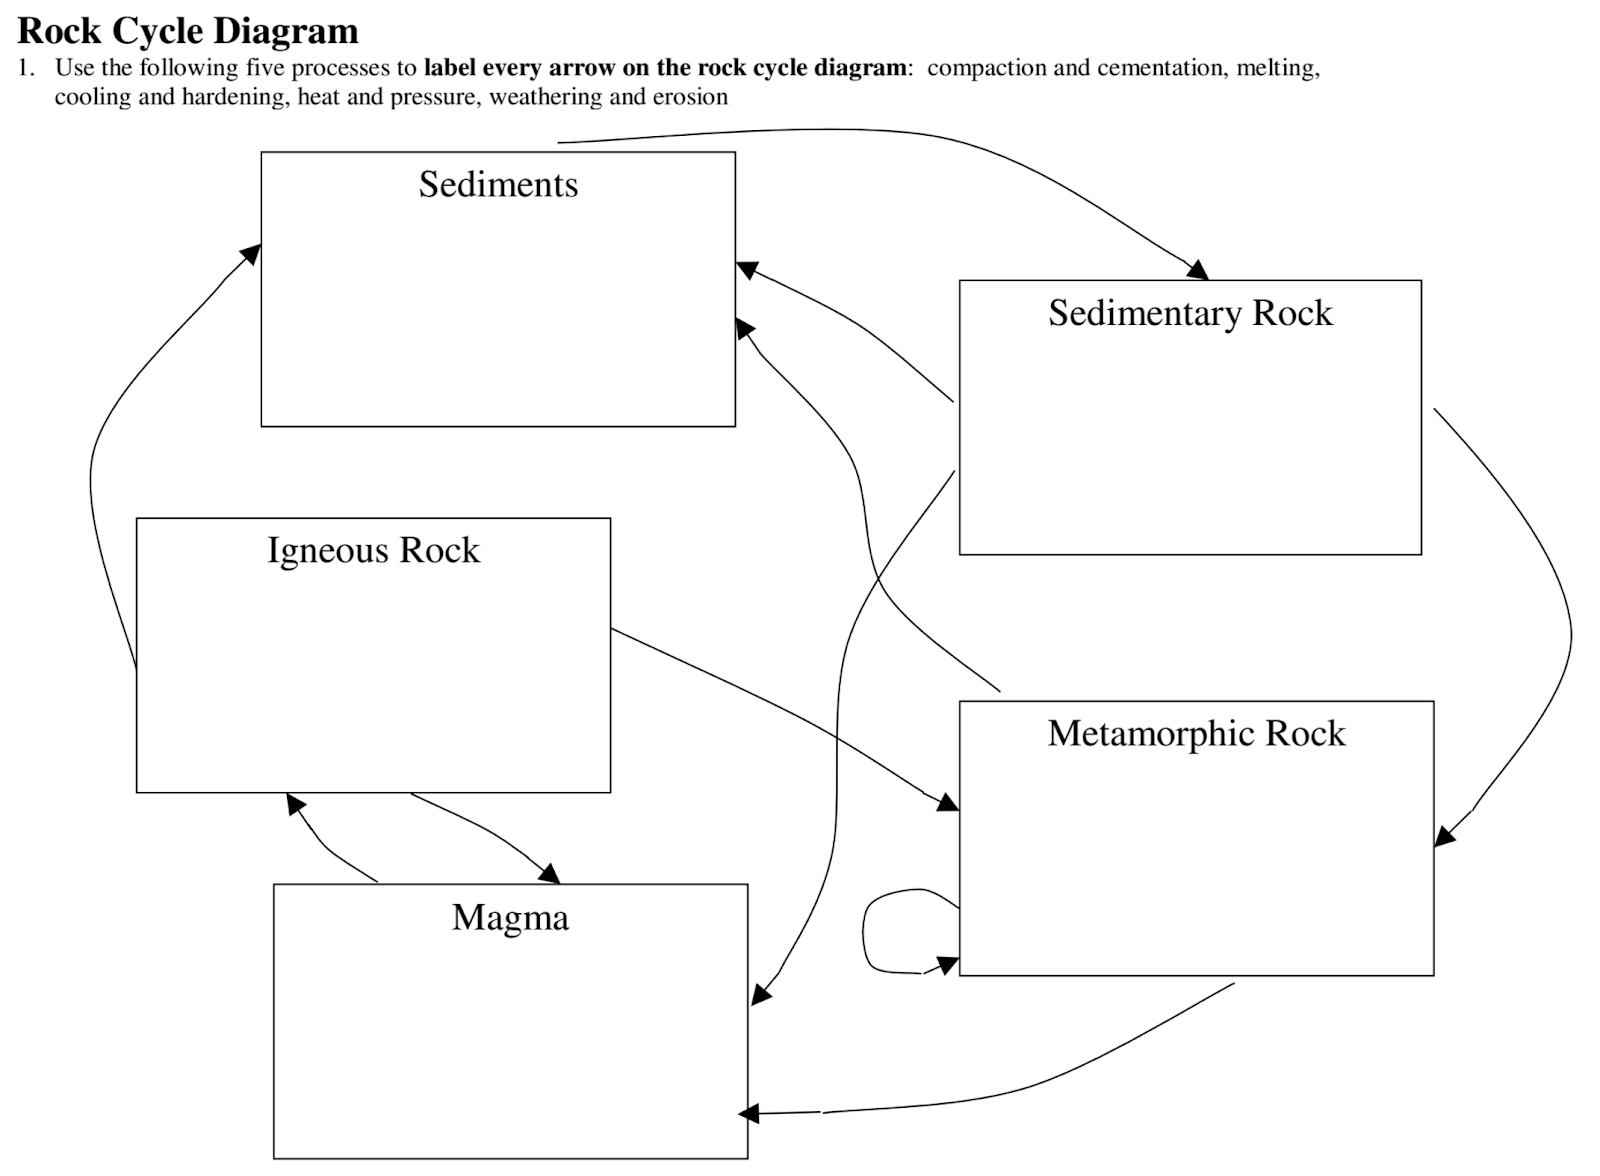 Rock Cycle Diagram
1. Use the following five processes to label every arrow on the rock cycle diagram: compaction and cementation, melting,
cooling and hardening, heat and pressure, weathering and erosion
Sediments
Sedimentary Rock
Igneous Rock
Metamorphic Rock
Magma